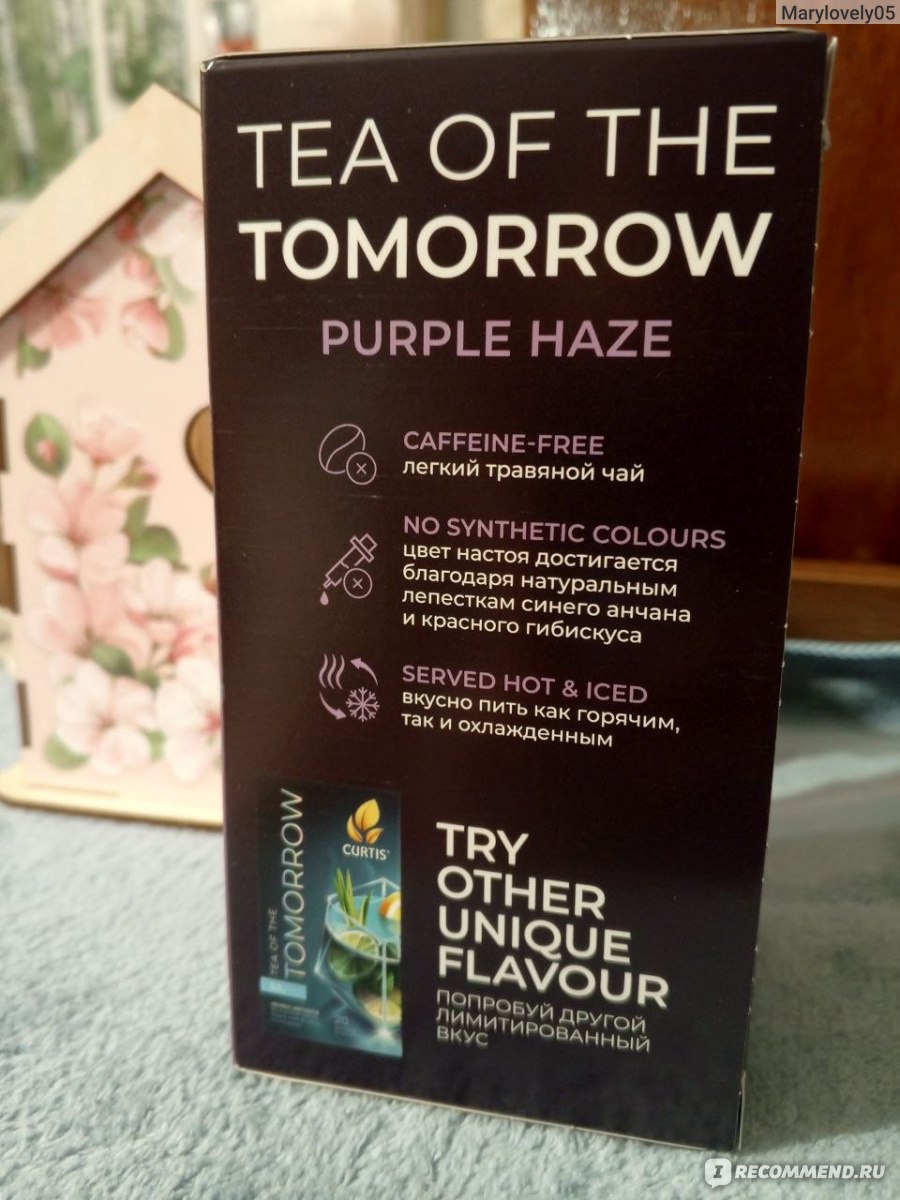 Marylovely05
TEA OF THE
TOMORROW
PURPLE HAZE
CAFFEINE-FREE
легкий травяной чай
NO SYNTHETIC COLOURS
цвет настоя достигается
благодаря натуральным
лепесткам синего анчана
и красного гибискуса
SERVED HOT & ICED
вкусно пить как горячим,
так и охлажденным
TEA OF THE
TOMORROW
CURTIS
20
TRY
OTHER
UNIQUE
FLAVOUR
ПОПРОБУЙ ДРУГОЙ
ЛИМИТИРОВАННЫЙ
ВКУС
IRECOMMEND.RU